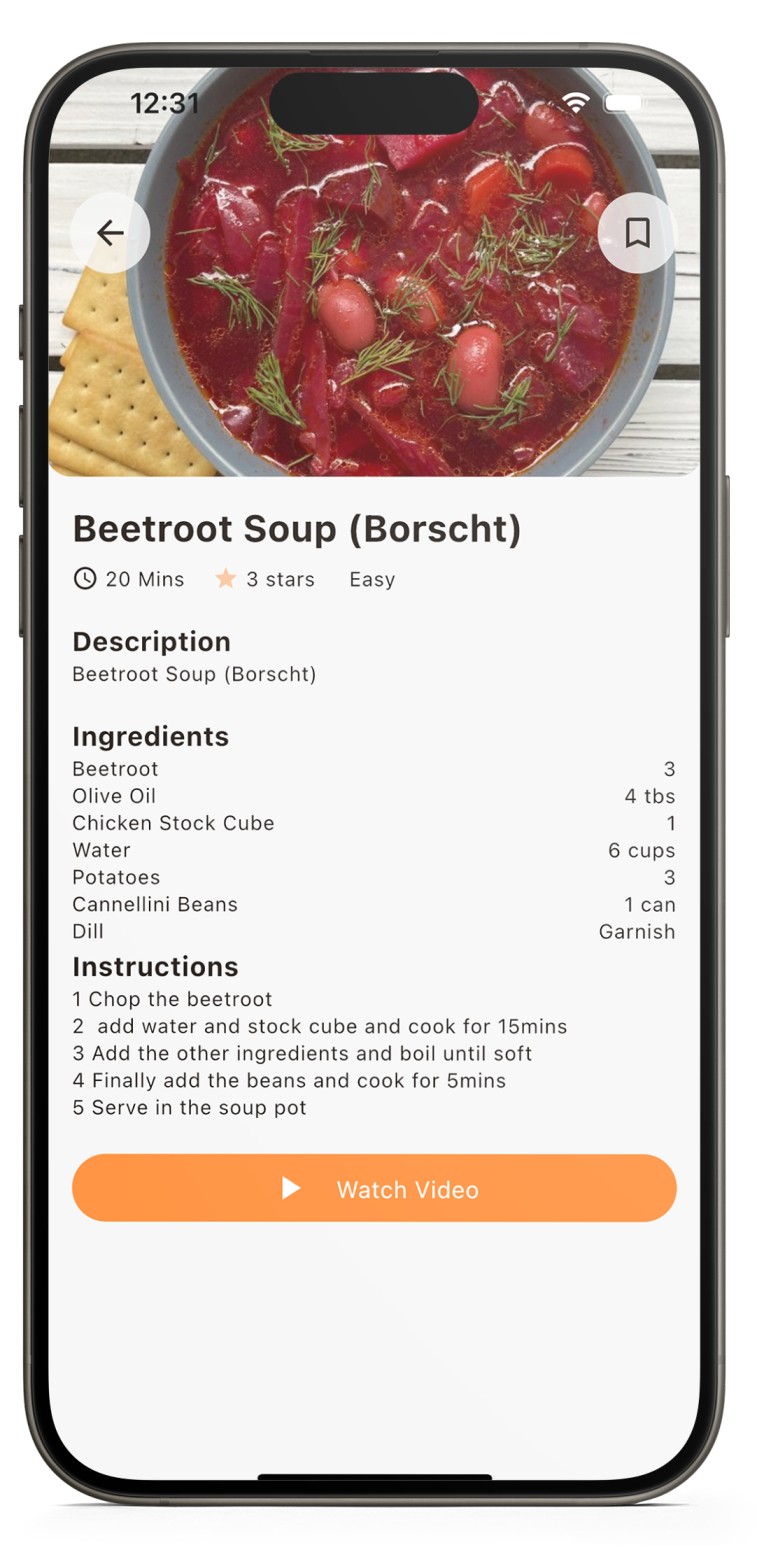 12:31
Beetroot Soup (Borscht)
20 Mins 3 stars Easy
Description
Beetroot Soup (Borscht)
Ingredients
Beetroot 3
Olive Oil 4 tbs
Chicken Stock Cube 1
Water 6 cups
Potatoes 3
Cannellini Beans 1 can
Dill Garnish
Instructions
1 Chop the beetroot
2  add water and stock cube and cook for 15mins
3 Add the other ingredients and boil until soft
4 Finally add the beans and cook for 5mins
5 Serve in the soup pot
Watch Video